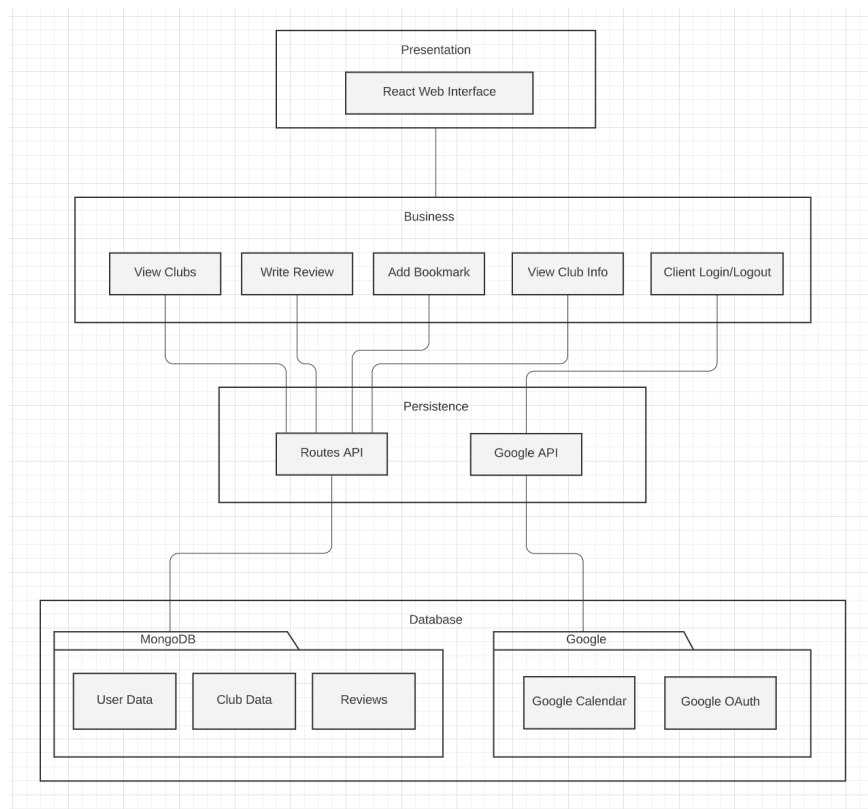 Presentation
React Web Interface
Business
View Clubs
Write Review
Add Bookmark
View Club Info
Client Login/Logout
Persistence
Routes API
Google API
Database
MongoDB
User Data
Club Data
Reviews
Google
Google Calendar
Google OAuth